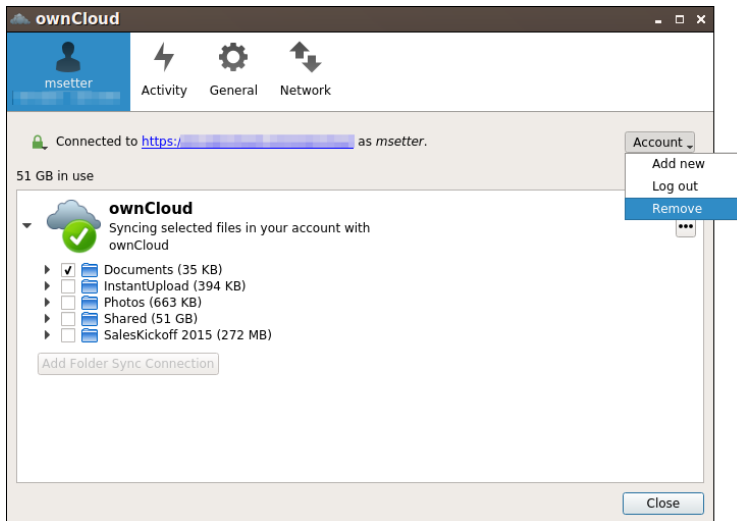 ownCloud
msetter
Activity
General
Network
Connected to https:/ as msetter.
Account
Add new
Log out
Remove
51 GB in use
ownCloud
Syncing selected files in your account with
ownCloud
Documents (35 KB)
InstantUpload (394 KB)
Photos (663 KB)
Shared (51 GB)
SalesKickoff 2015 (272 MB)
Add Folder Sync Connection
Close